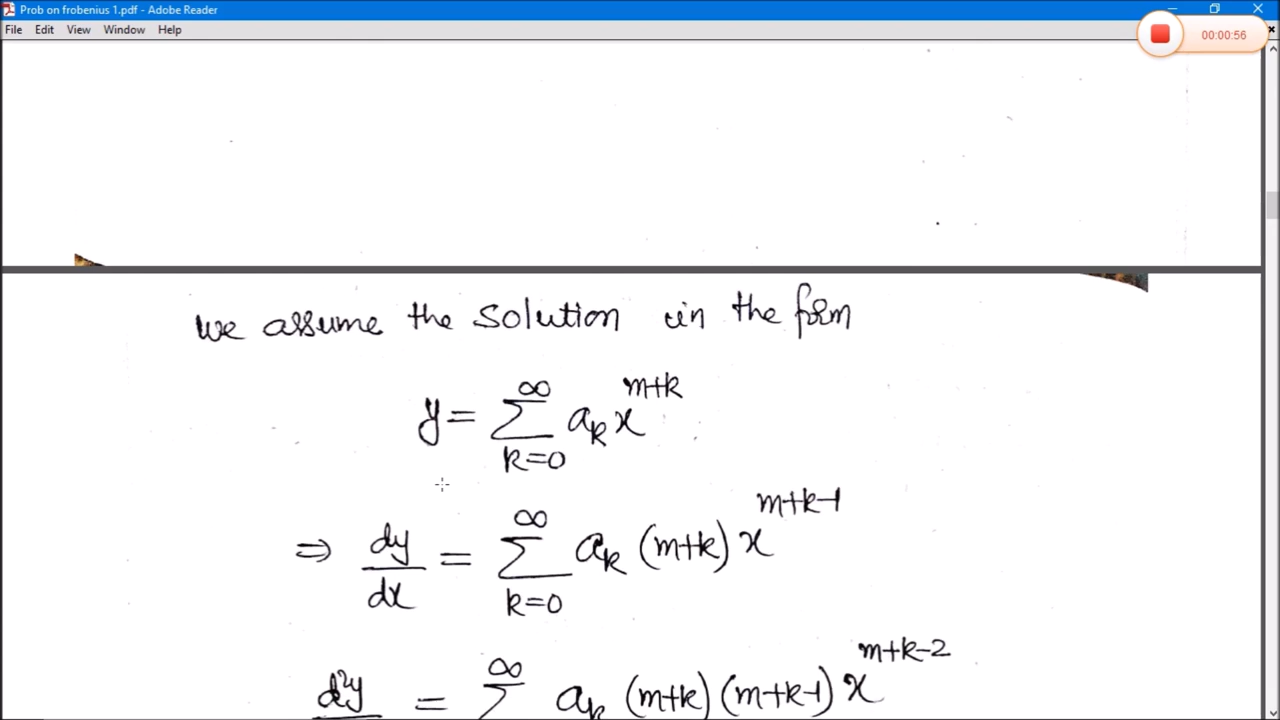 Prob on frobenius 1.pdf - Adobe Reader
File Edit View Window Help
00:00:56
we assume the solution in the form
y = ∑_{k=0}^{∞} a_k x^{m+k}
⇒ dy/dx = ∑_{k=0}^{∞} a_k (m+k) x^{m+k-1}
d²y = ∑^{∞} a_k (m+k) (m+k-1) x^{m+k-2}